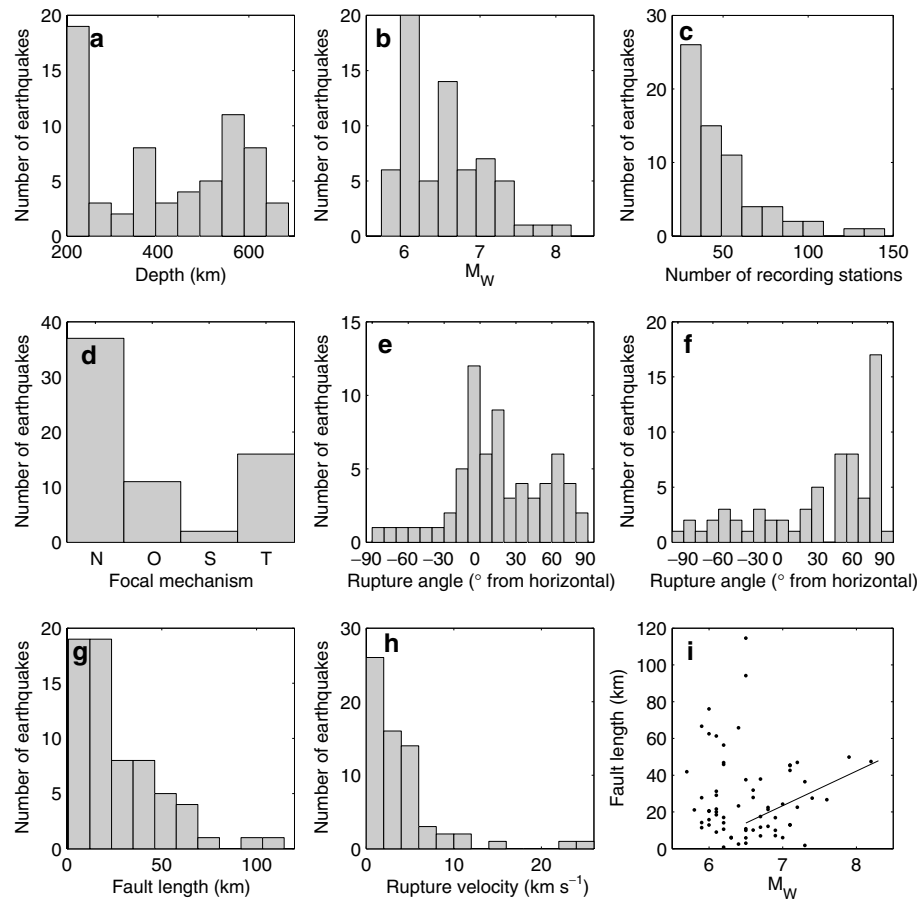 a
Number of earthquakes
20
15
10
5
0
200 400 600
Depth (km)
b
Number of earthquakes
20
15
10
5
0
6 7 8
M_W
c
Number of earthquakes
30
20
10
0
50 100 150
Number of recording stations
d
Number of earthquakes
40
30
20
10
0
N O S T
Focal mechanism
e
Number of earthquakes
15
10
5
0
−90 −60 −30 0 30 60 90
Rupture angle (° from horizontal)
f
Number of earthquakes
20
15
10
5
0
−90 −60 −30 0 30 60 90
Rupture angle (° from horizontal)
g
Number of earthquakes
20
15
10
5
0
0 50 100
Fault length (km)
h
Number of earthquakes
30
20
10
0
0 10 20
Rupture velocity (km s⁻¹)
i
Fault length (km)
120
100
80
60
40
20
0
6 7 8
M_W